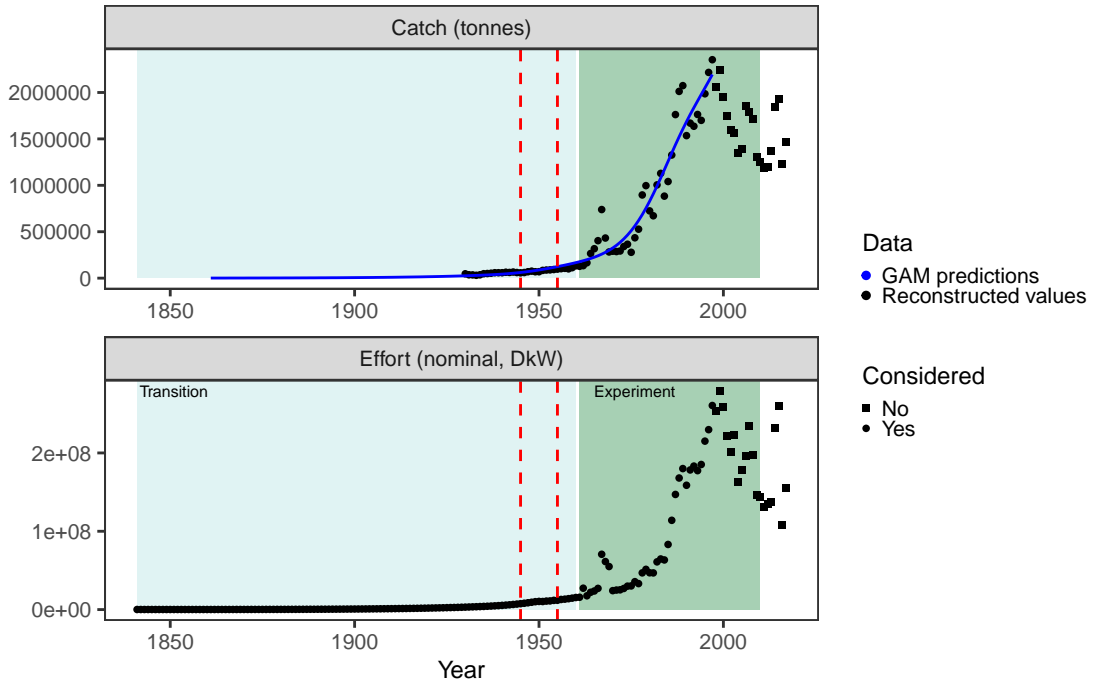 Catch (tonnes)
2000000
1500000
1000000
500000
0
1850
1900
1950
2000
Effort (nominal, DkW)
Transition
Experiment
2e+08
1e+08
0e+00
1850
1900
1950
2000
Year
Data
GAM predictions
Reconstructed values
Considered
No
Yes